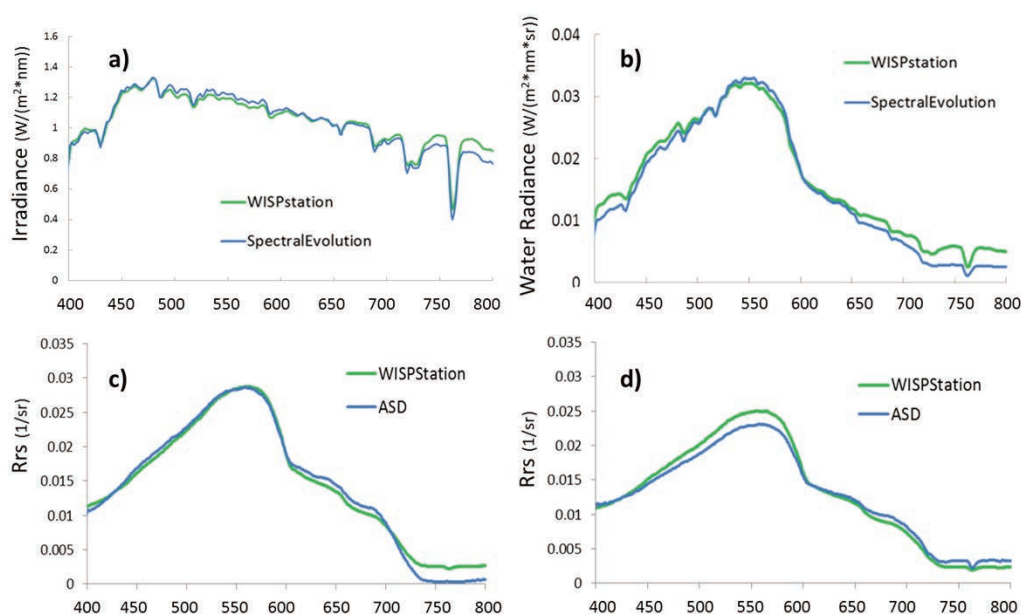 a)
Irradiance (W/(m²*nm))
1.6
1.4
1.2
1
0.8
0.6
0.4
0.2
0
WISPstation
SpectralEvolution
400 450 500 550 600 650 700 750 800
b)
Water Radiance (W/(m²*nm*sr)
0.04
0.03
0.02
0.01
0
WISPstation
SpectralEvolution
400 450 500 550 600 650 700 750 800
c)
Rrs (1/sr)
0.035
0.03
0.025
0.02
0.015
0.01
0.005
0
WISPStation
ASD
400 450 500 550 600 650 700 750 800
d)
Rrs (1/sr)
0.035
0.03
0.025
0.02
0.015
0.01
0.005
0
WISPStation
ASD
400 450 500 550 600 650 700 750 800